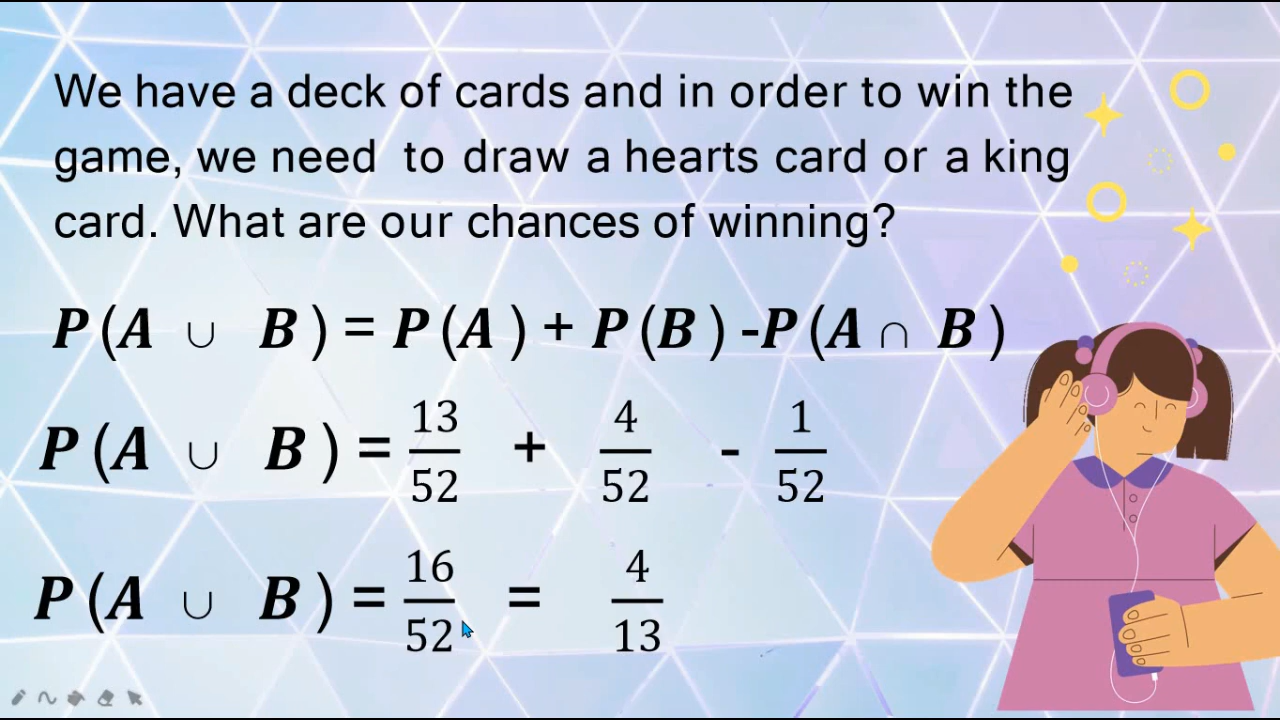 We have a deck of cards and in order to win the
game, we need to draw a hearts card or a king
card. What are our chances of winning?
P(A ∪ B) = P(A) + P(B) -P(A ∩ B)
P(A ∪ B) = 13/52 + 4/52 - 1/52
P(A ∪ B) = 16/52 = 4/13